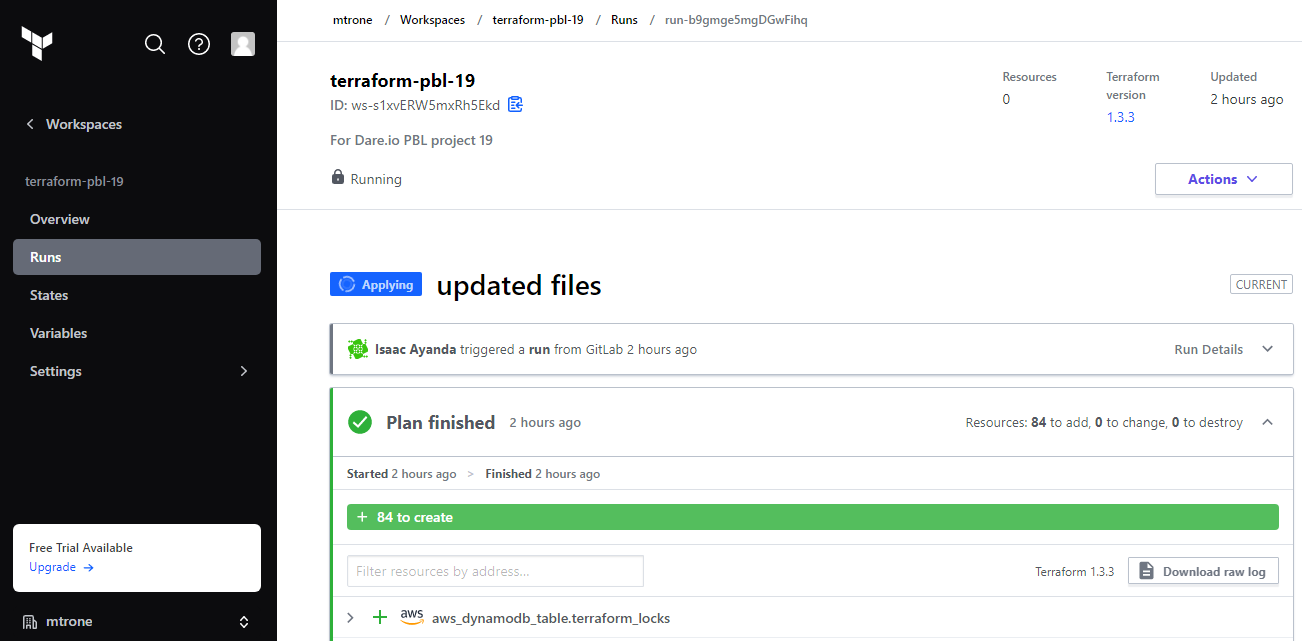 mtrone / Workspaces / terraform-pbl-19 / Runs / run-b9gmge5mgDGwFihq
Workspaces
terraform-pbl-19
Overview
Runs
States
Variables
Settings
Free Trial Available
Upgrade →
mtrone
terraform-pbl-19
ID: ws-s1xvERW5mxRh5Ekd
For Dare.io PBL project 19
Running
Resources
0
Terraform
version
1.3.3
Updated
2 hours ago
Actions
Applying updated files CURRENT
Isaac Ayanda triggered a run from GitLab 2 hours ago Run Details
Plan finished 2 hours ago Resources: 84 to add, 0 to change, 0 to destroy
Started 2 hours ago > Finished 2 hours ago
+ 84 to create
Filter resources by address... Terraform 1.3.3 Download raw log
> + aws aws_dynamodb_table.terraform_locks